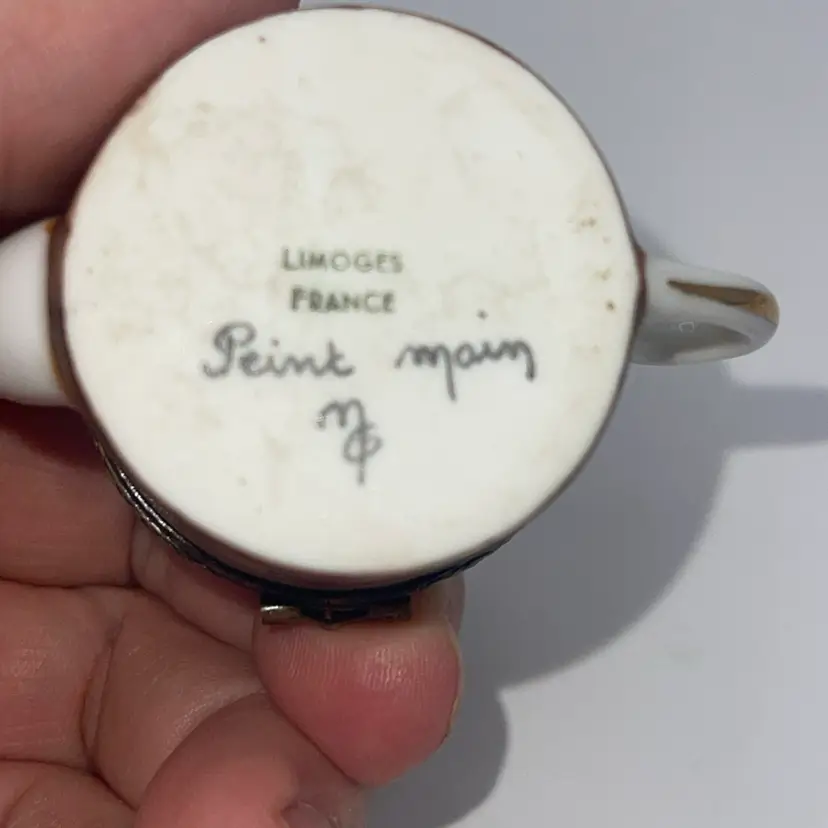 LIMOGES
FRANCE
Peint main